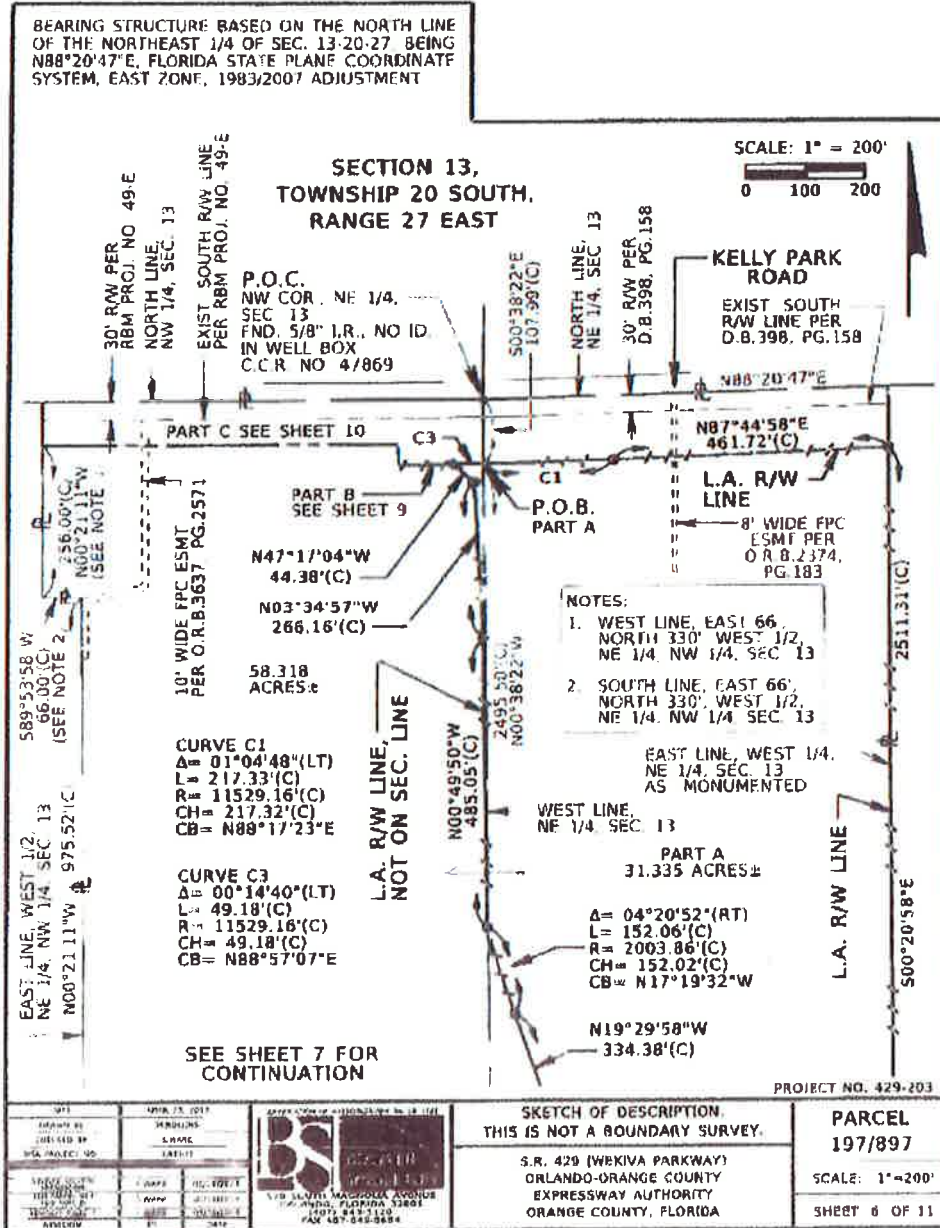 BEARING STRUCTURE BASED ON THE NORTH LINE
OF THE NORTHEAST 1/4 OF SEC. 13-20-27, BEING
N88°20'47"E, FLORIDA STATE PLANE COORDINATE
SYSTEM, EAST ZONE, 1983/2007 ADJUSTMENT
SCALE: 1" = 200'
0 100 200
SECTION 13,
TOWNSHIP 20 SOUTH,
RANGE 27 EAST
30' R/W PER
RBM PROJ. NO 49-E
NORTH LINE,
NW 1/4, SEC. 13
EXIST SOUTH R/W LINE
PER RBM PROJ. NO. 49-E
P.O.C.
NW COR, NE 1/4,
SEC 13
FND. 5/8" I.R., NO ID.
IN WELL BOX
C.C.R NO 47869
S00°38'22"E
107.99'(C)
NORTH LINE,
NE 1/4, SEC. 13
30' R/W PER
D.B.398, PG.158
KELLY PARK
ROAD
EXIST SOUTH
R/W LINE PER
D.B.398, PG.158
N88°20'47"E
PART C SEE SHEET 10
C3
N87°44'58"E
461.72'(C)
C1
L.A. R/W
LINE
PART B
SEE SHEET 9
P.O.B.
PART A
256.00'(C)
N00°21'11"W
(SEE NOTE
10' WIDE FPC ESMT
PER O.R.B.3637 PG.2571
N47°17'04"W
44.38'(C)
N03°34'57"W
266.16'(C)
8' WIDE FPC
ESMT PER
O.R.B.2374,
PG.183
2511.31'(C)
NOTES:
1. WEST LINE, EAST 66',
NORTH 330' WEST 1/2,
NE 1/4, NW 1/4, SEC 13
2. SOUTH LINE, EAST 66',
NORTH 330', WEST 1/2,
NE 1/4, NW 1/4 SEC. 13
S89°53'58"W
66.00'(C)
(SEE NOTE 2
58.318
ACRES±
2495.50'(C)
N00°38'22"W
L.A. R/W LINE,
NOT ON SEC. LINE
N00°49'50"W
485.05'(C)
CURVE C1
Δ= 01°04'48"(LT)
L= 217.33'(C)
R= 11529.16'(C)
CH= 217.32'(C)
CB= N88°17'23"E
EAST LINE, WEST 1/4,
NE 1/4, SEC. 13
AS MONUMENTED
WEST LINE,
NE 1/4, SEC. 13
PART A
31.335 ACRES±
L.A. R/W LINE
S00°20'58"E
CURVE C3
Δ= 00°14'40"(LT)
L= 49.18'(C)
R= 11529.16'(C)
CH= 49.18'(C)
CB= N88°57'07"E
EAST LINE, WEST 1/2,
NE 1/4, NW 1/4, SEC 13
N00°21'11"W 975.52'(C)
Δ= 04°20'52"(RT)
L= 152.06'(C)
R= 2003.86'(C)
CH= 152.02'(C)
CB= N17°19'32"W
N19°29'58"W
334.38'(C)
SEE SHEET 7 FOR
CONTINUATION
PROJECT NO. 429-203
MAGNOLIA AVENUE
FLORIDA 32801
SKETCH OF DESCRIPTION.
THIS IS NOT A BOUNDARY SURVEY.
S.R. 429 (WEKIVA PARKWAY)
ORLANDO-ORANGE COUNTY
EXPRESSWAY AUTHORITY
ORANGE COUNTY, FLORIDA
PARCEL
197/897
SCALE: 1"=200'
SHEET 6 OF 11